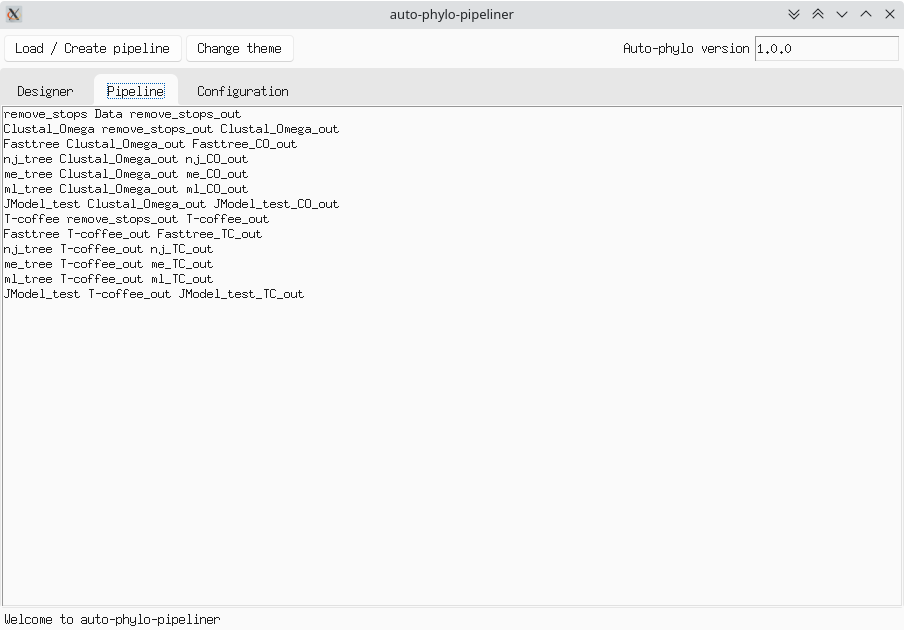 auto-phylo-pipeliner
Load / Create pipeline Change theme Auto-phylo version 1.0.0
Designer Pipeline Configuration
remove_stops Data remove_stops_out
Clustal_Omega remove_stops_out Clustal_Omega_out
Fasttree Clustal_Omega_out Fasttree_CO_out
nj_tree Clustal_Omega_out nj_CO_out
me_tree Clustal_Omega_out me_CO_out
ml_tree Clustal_Omega_out ml_CO_out
JModel_test Clustal_Omega_out JModel_test_CO_out
T-coffee remove_stops_out T-coffee_out
Fasttree T-coffee_out Fasttree_TC_out
nj_tree T-coffee_out nj_TC_out
me_tree T-coffee_out me_TC_out
ml_tree T-coffee_out ml_TC_out
JModel_test T-coffee_out JModel_test_TC_out
Welcome to auto-phylo-pipeliner